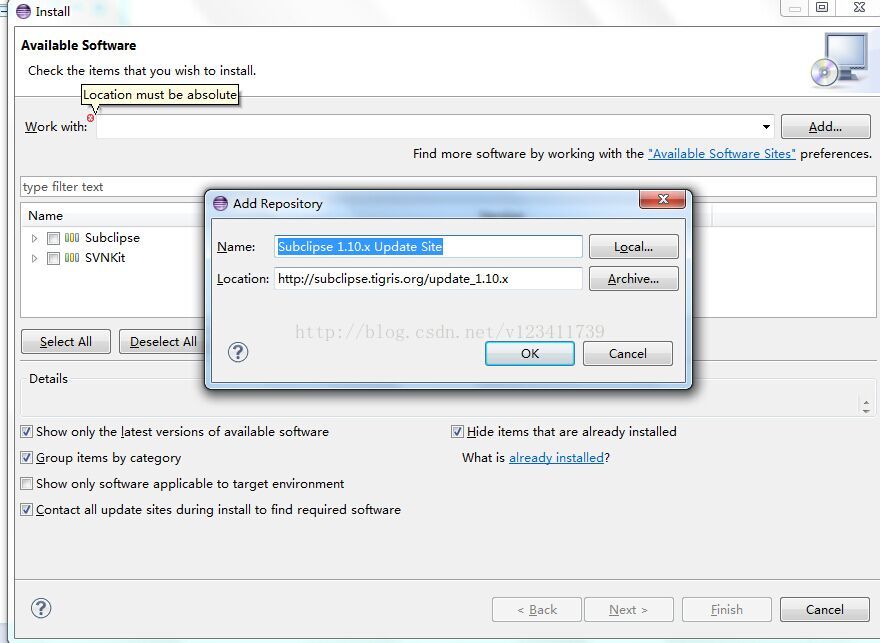 Install
Available Software
Check the items that you wish to install.
Location must be absolute
Work with:
Add...
Find more software by working with the "Available Software Sites" preferences.
type filter text
Name
Subclipse
SVNKit
Add Repository
Name: Subclipse 1.10.x Update Site Local...
Location: http://subclipse.tigris.org/update_1.10.x Archive...
http://blog.csdn.net/v123411739
OK Cancel
Select All Deselect All
Details
Show only the latest versions of available software Hide items that are already installed
Group items by category What is already installed?
Show only software applicable to target environment
Contact all update sites during install to find required software
< Back Next > Finish Cancel